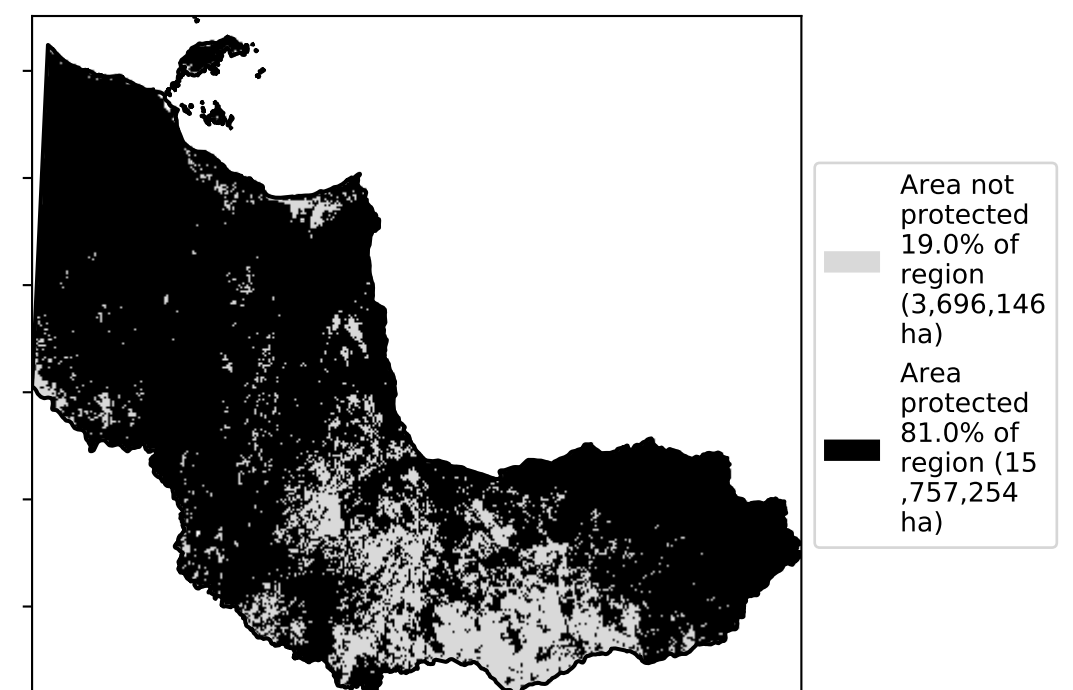 Area not
protected
19.0% of
region
(3,696,146
ha)
Area
protected
81.0% of
region (15
,757,254
ha)